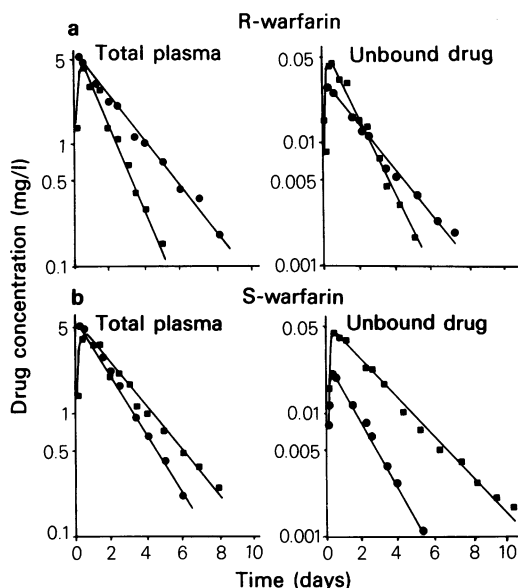 R-warfarin
a
Total plasma
Unbound drug
5
1
0.5
0.1
0.05
0.01
0.005
0.001
S-warfarin
b
Total plasma
Unbound drug
5
1
0.5
0.1
0 2 4 6 8 10
0.05
0.01
0.005
0.001
0 2 4 6 8 10
Drug concentration (mg/l)
Time (days)